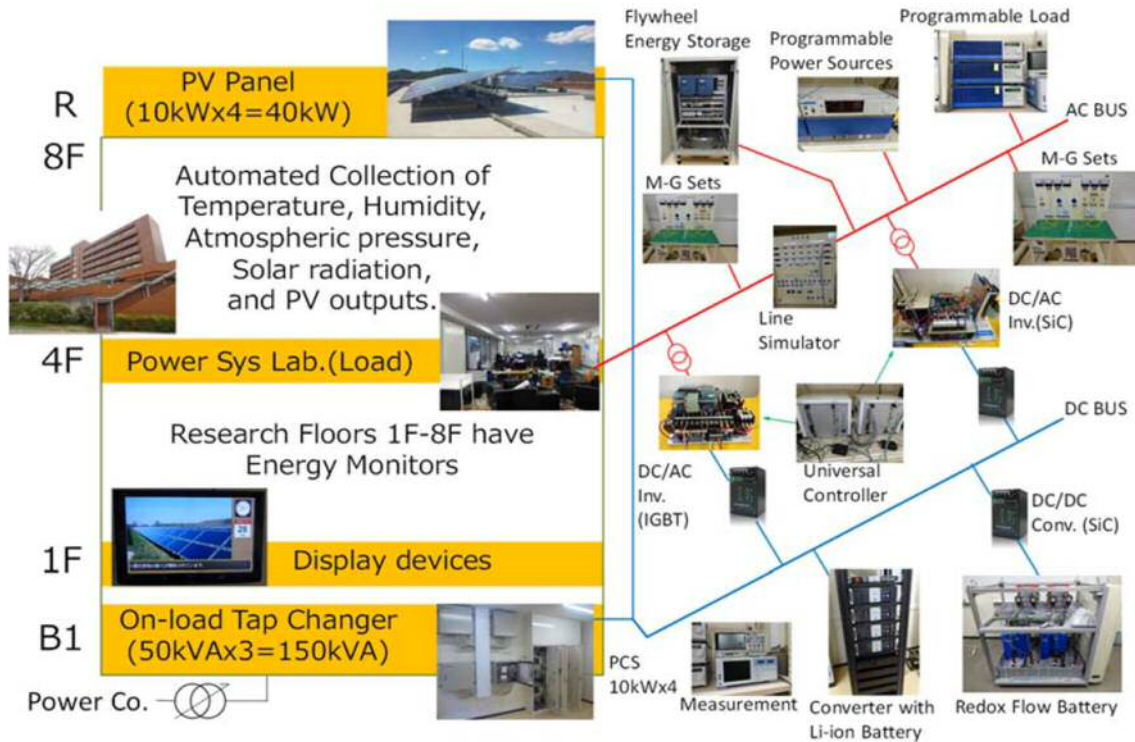 R
PV Panel
(10kWx4=40kW)
8F
Automated Collection of
Temperature, Humidity,
Atmospheric pressure,
Solar radiation,
and PV outputs.
4F
Power Sys Lab.(Load)
Research Floors 1F-8F have
Energy Monitors
1F
Display devices
B1
On-load Tap Changer
(50kVAx3=150kVA)
Power Co.
Flywheel
Energy Storage
Programmable
Power Sources
Programmable Load
AC BUS
M-G Sets
M-G Sets
Line
Simulator
DC/AC
Inv.(SiC)
DC BUS
DC/AC
Inv.
(IGBT)
Universal
Controller
DC/DC
Conv. (SiC)
PCS
10kWx4
Measurement
Converter with
Li-ion Battery
Redox Flow Battery